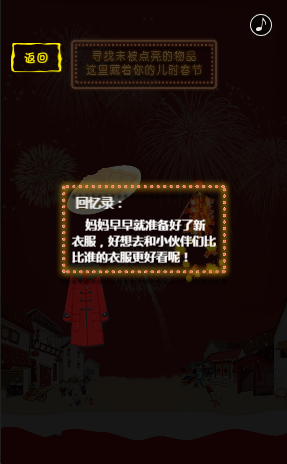 寻找未被点亮的物品
这里藏着你的儿时春节
返回
回忆录：
妈妈早早就准备好了新
衣服，好想去和小伙伴们比
比谁的衣服更好看呢！